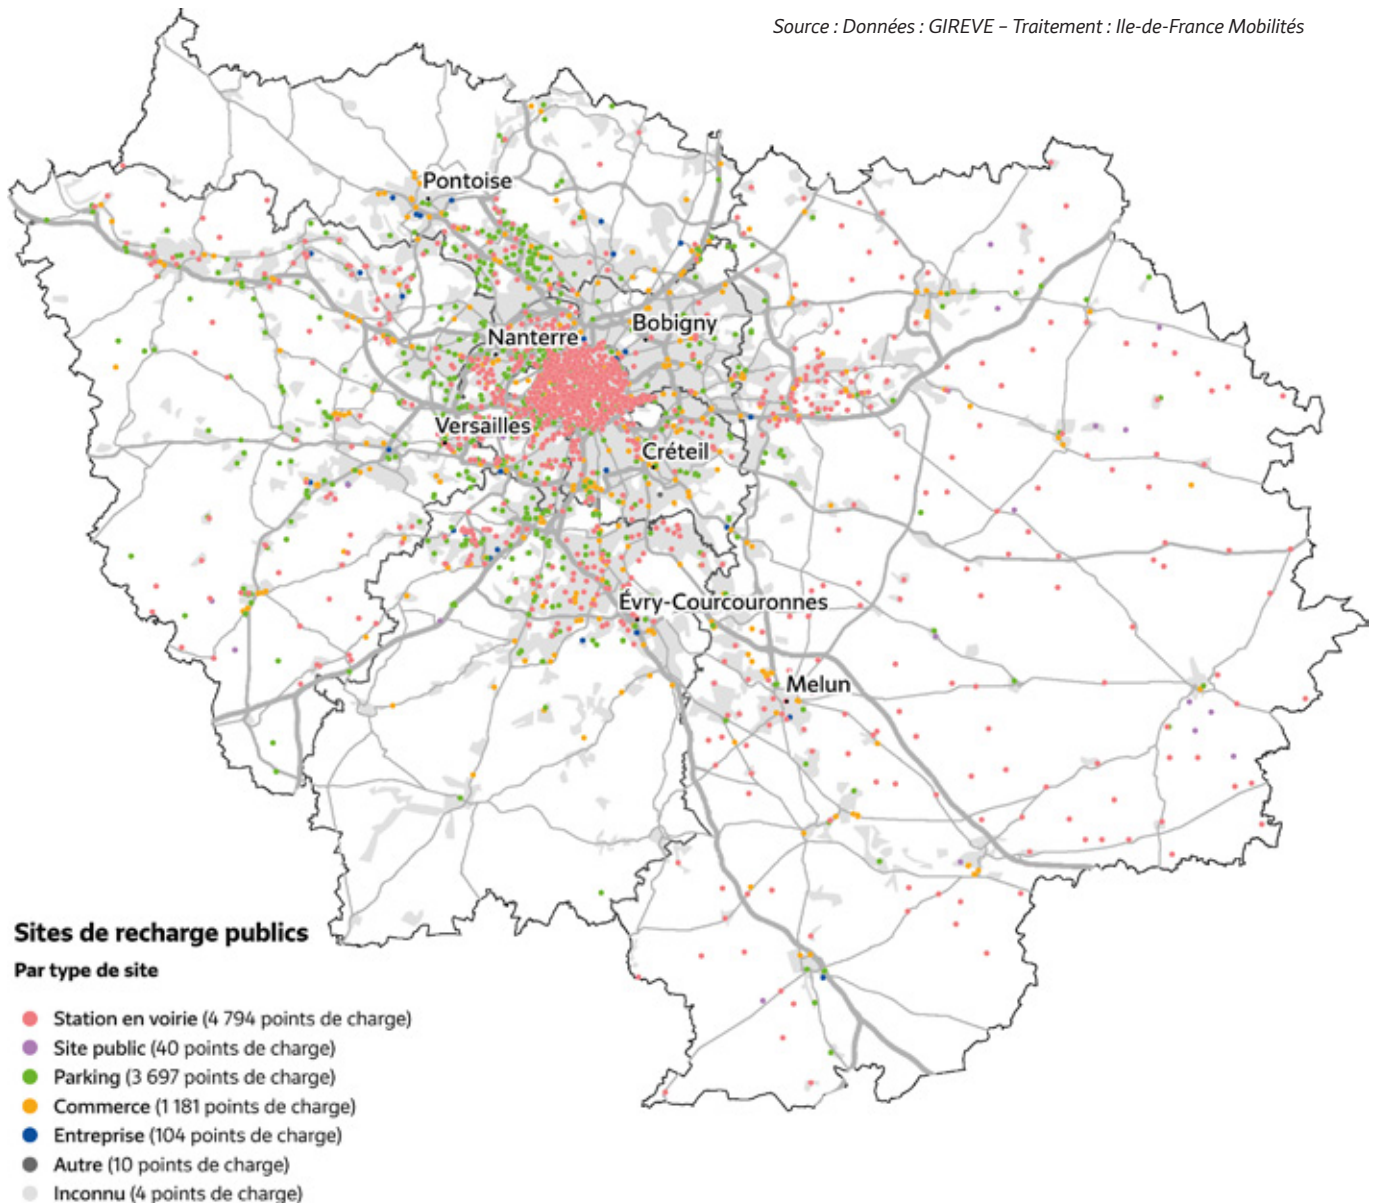 Source : Données : GIREVE – Traitement : Ile-de-France Mobilités
Pontoise
Bobigny
Nanterre
Versailles
Créteil
Évry-Courcouronnes
Melun
Sites de recharge publics
Par type de site
Station en voirie (4 794 points de charge)
Site public (40 points de charge)
Parking (3 697 points de charge)
Commerce (1 181 points de charge)
Entreprise (104 points de charge)
Autre (10 points de charge)
Inconnu (4 points de charge)